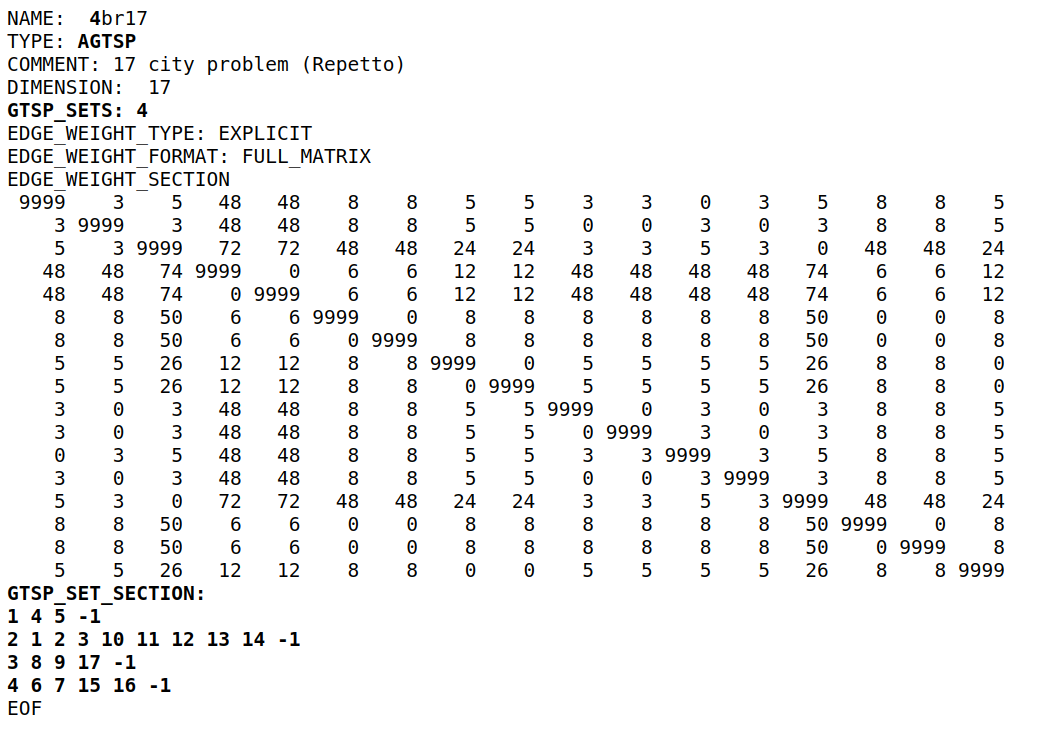 NAME:  4br17
TYPE: AGTSP
COMMENT: 17 city problem (Repetto)
DIMENSION:  17
GTSP_SETS: 4
EDGE_WEIGHT_TYPE: EXPLICIT
EDGE_WEIGHT_FORMAT: FULL_MATRIX
EDGE_WEIGHT_SECTION
 9999    3    5   48   48    8    8    5    5    3    3    0    3    5    8    8    5
    3 9999    3   48   48    8    8    5    5    0    0    3    0    3    8    8    5
    5    3 9999   72   72   48   48   24   24    3    3    5    3    0   48   48   24
   48   48   74 9999    0    6    6   12   12   48   48   48   48   74    6    6   12
   48   48   74    0 9999    6    6   12   12   48   48   48   48   74    6    6   12
    8    8   50    6    6 9999    0    8    8    8    8    8    8   50    0    0    8
    8    8   50    6    6    0 9999    8    8    8    8    8    8   50    0    0    8
    5    5   26   12   12    8    8 9999    0    5    5    5    5   26    8    8    0
    5    5   26   12   12    8    8    0 9999    5    5    5    5   26    8    8    0
    3    0    3   48   48    8    8    5    5 9999    0    3    0    3    8    8    5
    3    0    3   48   48    8    8    5    5    0 9999    3    0    3    8    8    5
    0    3    5   48   48    8    8    5    5    3    3 9999    3    5    8    8    5
    3    0    3   48   48    8    8    5    5    0    0    3 9999    3    8    8    5
    5    3    0   72   72   48   48   24   24    3    3    5    3 9999   48   48   24
    8    8   50    6    6    0    0    8    8    8    8    8    8   50 9999    0    8
    8    8   50    6    6    0    0    8    8    8    8    8    8   50    0 9999    8
    5    5   26   12   12    8    8    0    0    5    5    5    5   26    8    8 9999
GTSP_SET_SECTION:
1 4 5 -1
2 1 2 3 10 11 12 13 14 -1
3 8 9 17 -1
4 6 7 15 16 -1
EOF